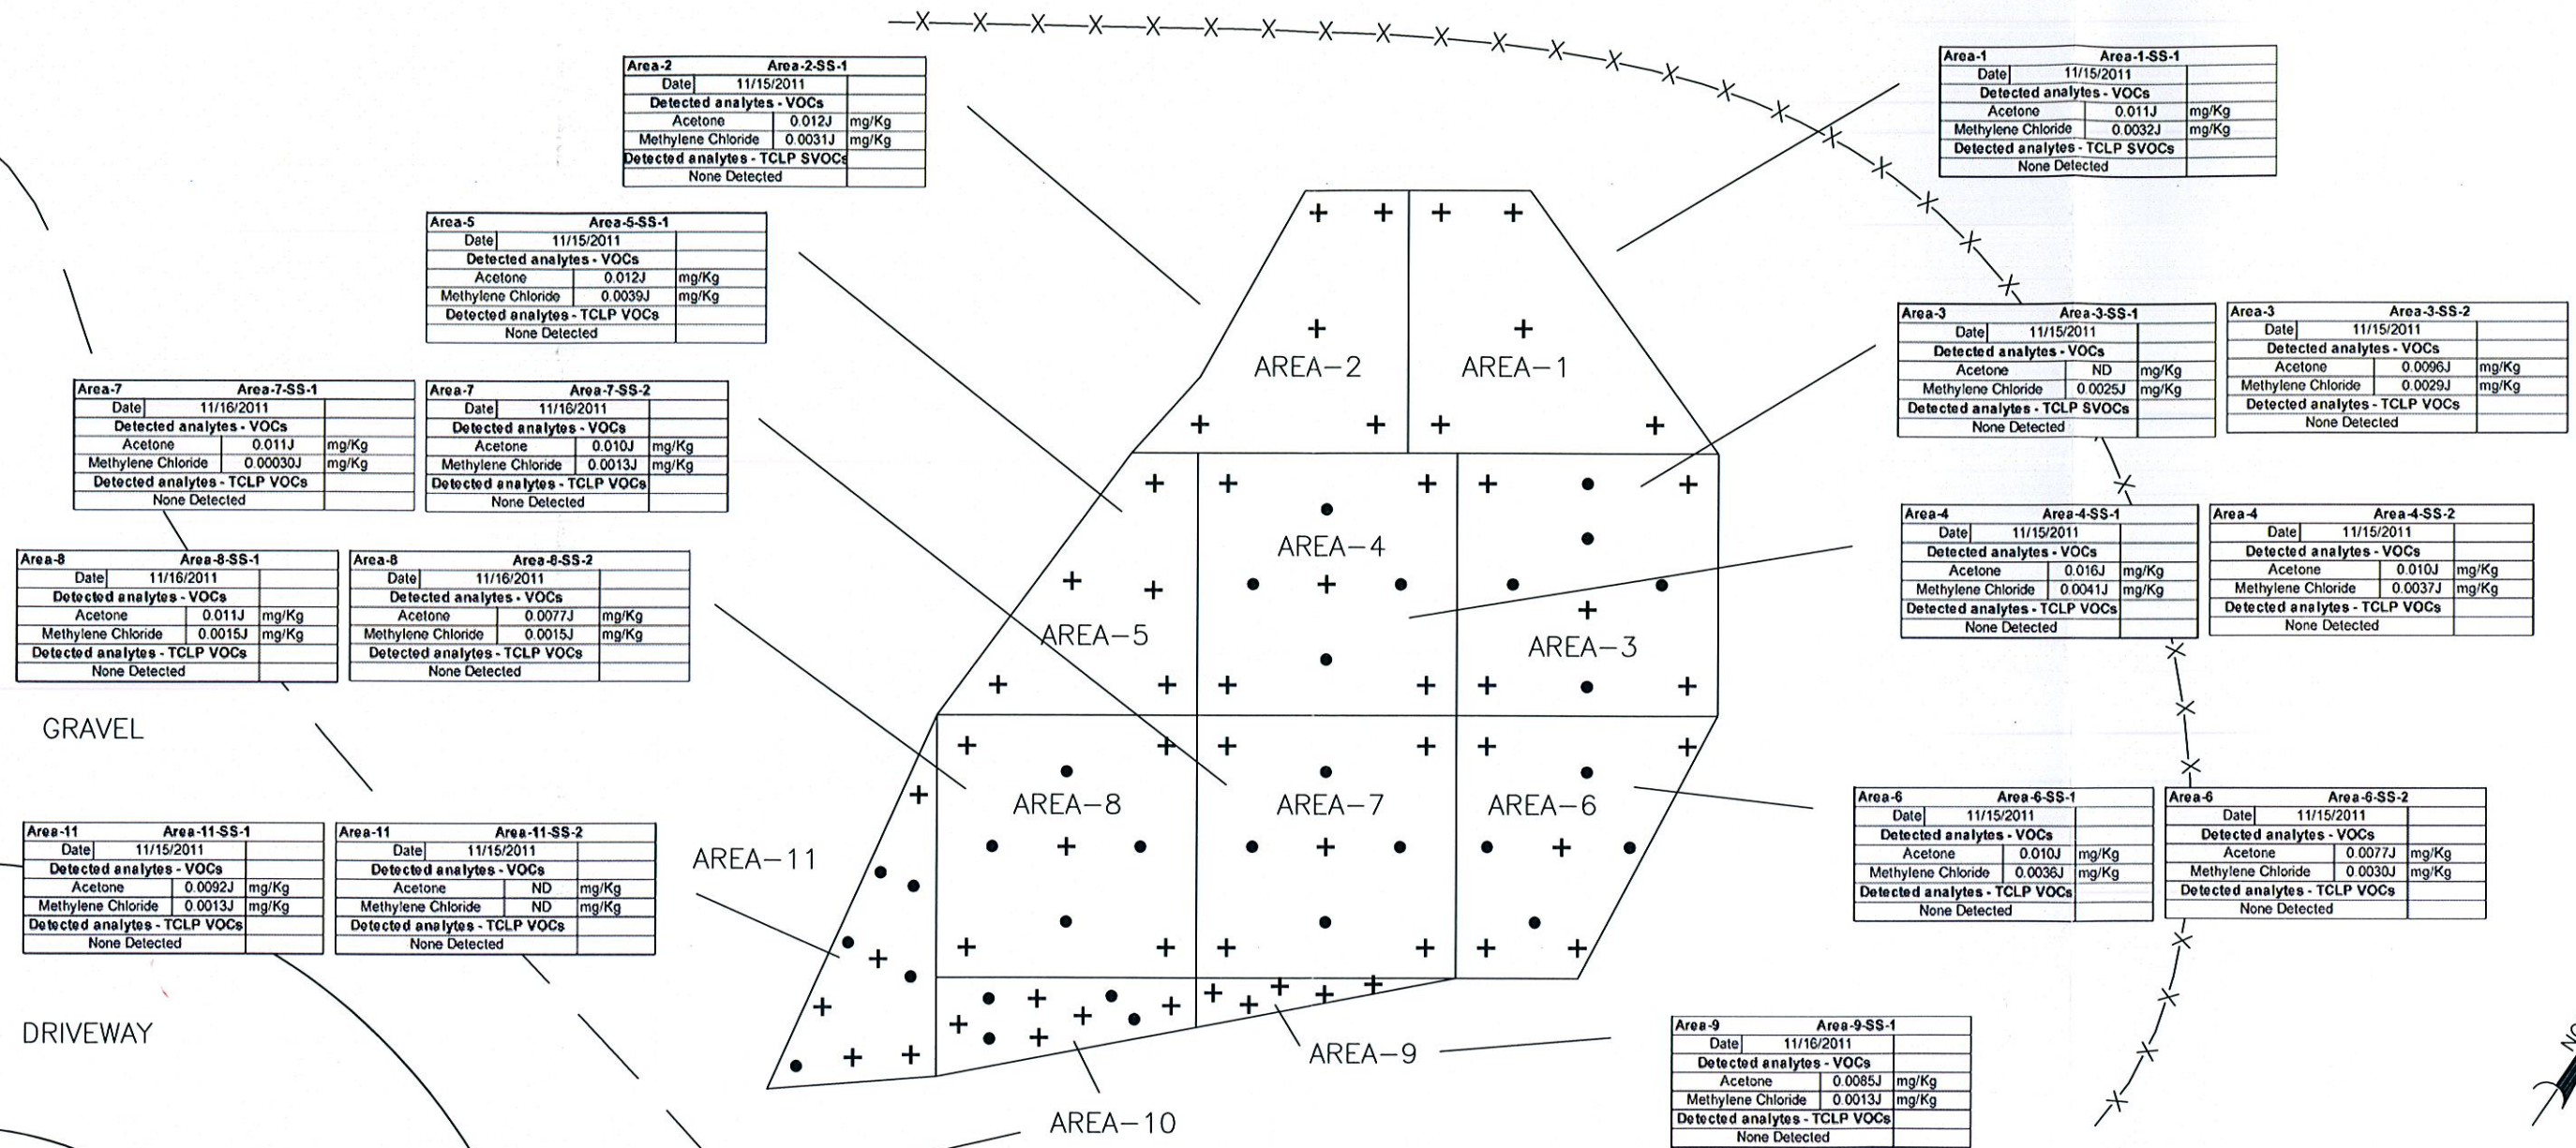 Area-2 Area-2-SS-1
Date 11/15/2011
Detected analytes - VOCs
Acetone 0.012J mg/Kg
Methylene Chloride 0.0031J mg/Kg
Detected analytes - TCLP SVOCs
None Detected
Area-1 Area-1-SS-1
Date 11/15/2011
Detected analytes - VOCs
Acetone 0.011J mg/Kg
Methylene Chloride 0.0032J mg/Kg
Detected analytes - TCLP SVOCs
None Detected
Area-5 Area-5-SS-1
Date 11/15/2011
Detected analytes - VOCs
Acetone 0.012J mg/Kg
Methylene Chloride 0.0039J mg/Kg
Detected analytes - TCLP VOCs
None Detected
Area-3 Area-3-SS-1
Date 11/15/2011
Detected analytes - VOCs
Acetone ND mg/Kg
Methylene Chloride 0.0025J mg/Kg
Detected analytes - TCLP SVOCs
None Detected
Area-3 Area-3-SS-2
Date 11/15/2011
Detected analytes - VOCs
Acetone 0.0096J mg/Kg
Methylene Chloride 0.0029J mg/Kg
Detected analytes - TCLP VOCs
None Detected
AREA-2
AREA-1
Area-7 Area-7-SS-1
Date 11/16/2011
Detected analytes - VOCs
Acetone 0.011J mg/Kg
Methylene Chloride 0.00030J mg/Kg
Detected analytes - TCLP VOCs
None Detected
Area-7 Area-7-SS-2
Date 11/16/2011
Detected analytes - VOCs
Acetone 0.010J mg/Kg
Methylene Chloride 0.0013J mg/Kg
Detected analytes - TCLP VOCs
None Detected
Area-4 Area-4-SS-1
Date 11/15/2011
Detected analytes - VOCs
Acetone 0.016J mg/Kg
Methylene Chloride 0.0041J mg/Kg
Detected analytes - TCLP VOCs
None Detected
Area-4 Area-4-SS-2
Date 11/15/2011
Detected analytes - VOCs
Acetone 0.010J mg/Kg
Methylene Chloride 0.0037J mg/Kg
Detected analytes - TCLP VOCs
None Detected
AREA-4
Area-8 Area-8-SS-1
Date 11/16/2011
Detected analytes - VOCs
Acetone 0.011J mg/Kg
Methylene Chloride 0.0015J mg/Kg
Detected analytes - TCLP VOCs
None Detected
Area-8 Area-8-SS-2
Date 11/16/2011
Detected analytes - VOCs
Acetone 0.0077J mg/Kg
Methylene Chloride 0.0015J mg/Kg
Detected analytes - TCLP VOCs
None Detected
AREA-5
AREA-3
GRAVEL
AREA-8
AREA-7
AREA-6
Area-6 Area-6-SS-1
Date 11/15/2011
Detected analytes - VOCs
Acetone 0.010J mg/Kg
Methylene Chloride 0.0036J mg/Kg
Detected analytes - TCLP VOCs
None Detected
Area-6 Area-6-SS-2
Date 11/15/2011
Detected analytes - VOCs
Acetone 0.0077J mg/Kg
Methylene Chloride 0.0030J mg/Kg
Detected analytes - TCLP VOCs
None Detected
Area-11 Area-11-SS-1
Date 11/15/2011
Detected analytes - VOCs
Acetone 0.0092J mg/Kg
Methylene Chloride 0.0013J mg/Kg
Detected analytes - TCLP VOCs
None Detected
Area-11 Area-11-SS-2
Date 11/15/2011
Detected analytes - VOCs
Acetone ND mg/Kg
Methylene Chloride ND mg/Kg
Detected analytes - TCLP VOCs
None Detected
AREA-11
DRIVEWAY
AREA-9
Area-9 Area-9-SS-1
Date 11/16/2011
Detected analytes - VOCs
Acetone 0.0085J mg/Kg
Methylene Chloride 0.0013J mg/Kg
Detected analytes - TCLP VOCs
None Detected
AREA-10